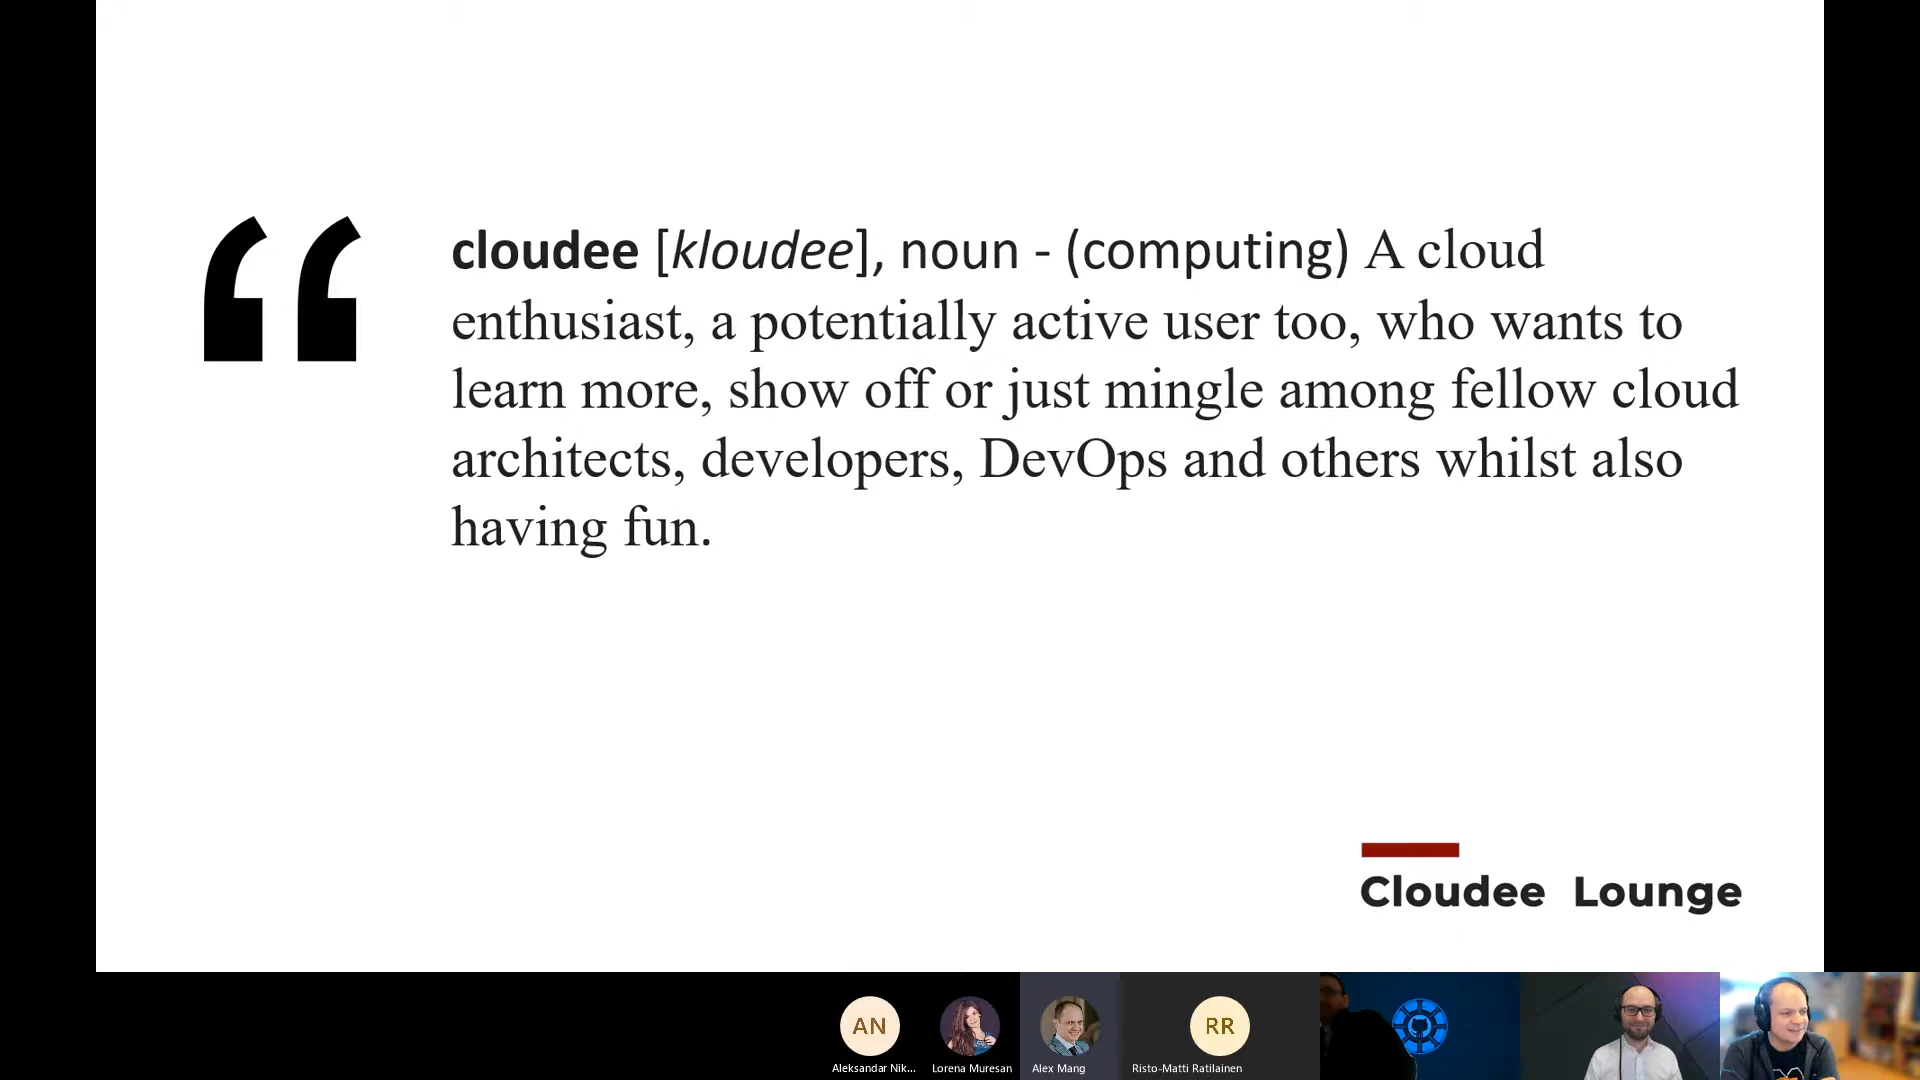 “
cloudee [kloudee], noun - (computing) A cloud
enthusiast, a potentially active user too, who wants to
learn more, show off or just mingle among fellow cloud
architects, developers, DevOps and others whilst also
having fun.
Cloudee Lounge
AN
RR
Aleksandar Nik...
Lorena Muresan
Alex Mang
Risto-Matti Ratilainen